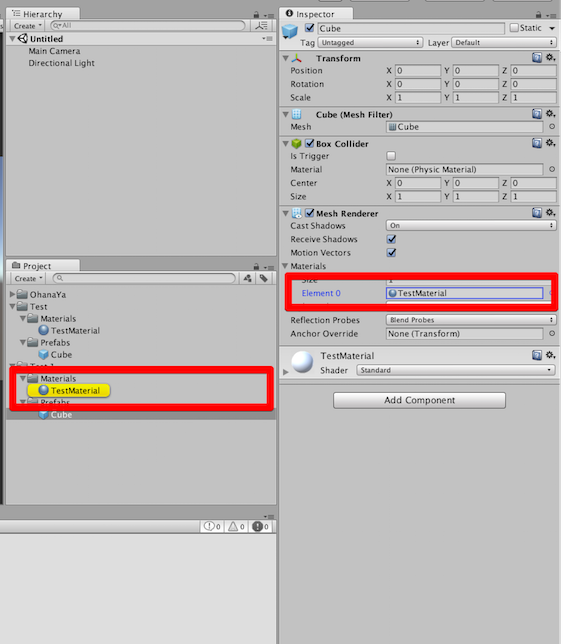 Hierarchy
Create
All
Untitled
Main Camera
Directional Light
Project
Create
OhanaYa
Test
Materials
TestMaterial
Prefabs
Cube
Test 1
Materials
TestMaterial
Prefabs
Cube
0 0 0
Inspector
Cube Static
Tag Untagged Layer Default
Transform
Position X 0 Y 0 Z 0
Rotation X 0 Y 0 Z 0
Scale X 1 Y 1 Z 1
Cube (Mesh Filter)
Mesh Cube
Box Collider
Is Trigger
Material None (Physic Material)
Center X 0 Y 0 Z 0
Size X 1 Y 1 Z 1
Mesh Renderer
Cast Shadows On
Receive Shadows
Motion Vectors
Materials
Size 1
Element 0 TestMaterial
Reflection Probes Blend Probes
Anchor Override None (Transform)
TestMaterial
Shader Standard
Add Component